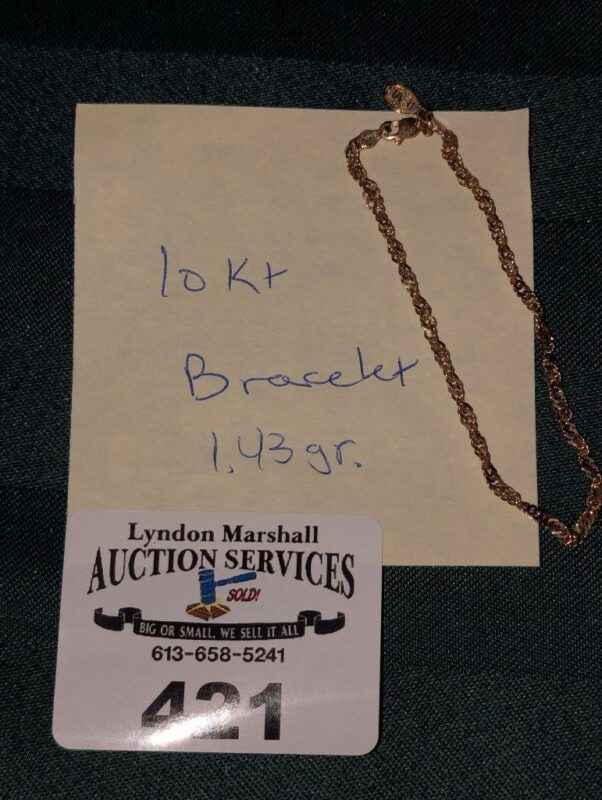 10 Kt
Bracelet
1.43 gr.
Lyndon Marshall
AUCTION SERVICES
SOLD!
BIG OR SMALL, WE SELL IT ALL
613-658-5241
421